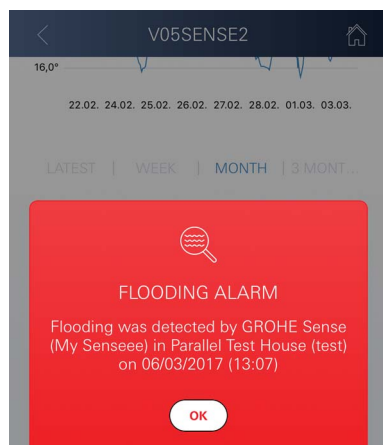 V05SENSE2
16,0°
22.02. 24.02. 25.02. 26.02. 27.02. 28.02. 01.03. 03.03.
LATEST | WEEK | MONTH | 3 MONT...
FLOODING ALARM
Flooding was detected by GROHE Sense
(My Senseee) in Parallel Test House (test)
on 06/03/2017 (13:07)
OK